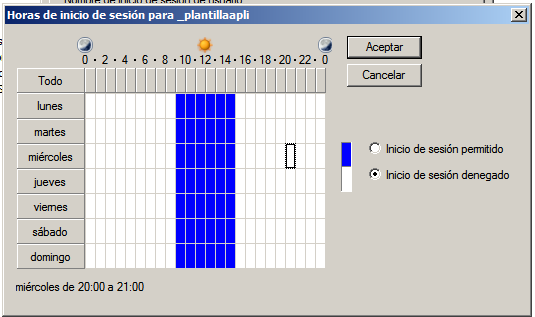 Nombre de inicio de sesión de usuario
Horas de inicio de sesión para _plantillaapli
0 · 2 · 4 · 6 · 8 · 10 · 12 · 14 · 16 · 18 · 20 · 22 · 0
Aceptar
Cancelar
Todo
lunes
martes
miércoles
jueves
viernes
sábado
domingo
Inicio de sesión permitido
Inicio de sesión denegado
miércoles de 20:00 a 21:00